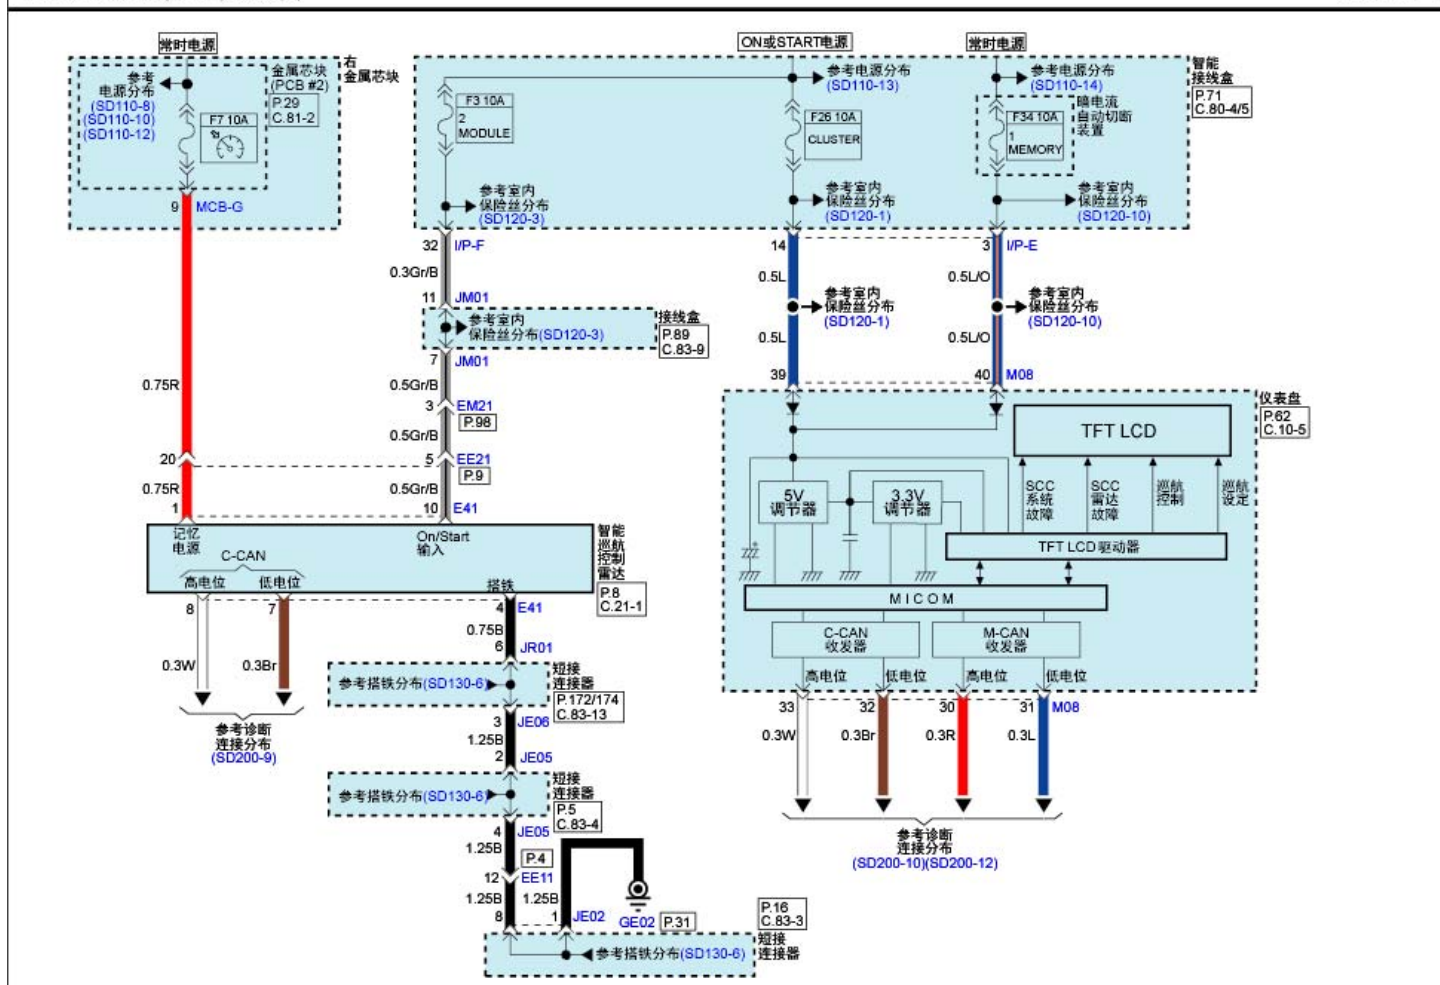 常时电源
右
金属芯块
参考
电源分布
(SD110-8)
(SD110-10)
(SD110-12)
金属芯块
(PCB #2)
P.29
C.81-2
F7 10A
9
MCB-G
0.75R
20
0.75R
1
ON或START电源
常时电源
智能
接线盒
P.71
C.80-4/5
F3 10A
2
MODULE
参考电源分布
(SD110-13)
F26 10A
CLUSTER
参考电源分布
(SD110-14)
暗电流
自动切断
装置
F34 10A
1
MEMORY
参考室内
保险丝分布
(SD120-3)
参考室内
保险丝分布
(SD120-1)
参考室内
保险丝分布
(SD120-10)
32
I/P-F
0.3Gr/B
11
JM01
参考室内
保险丝分布(SD120-3)
接线盒
P.89
C.83-9
7
JM01
0.5Gr/B
3
EM21
P.98
0.5Gr/B
5
EE21
P.9
0.5Gr/B
10
E41
14
3
I/P-E
0.5L
0.5L/O
参考室内
保险丝分布
(SD120-1)
参考室内
保险丝分布
(SD120-10)
0.5L
0.5L/O
39
40
M08
记忆
电源
On/Start
输入
智能
巡航
控制
雷达
P.8
C.21-1
C-CAN
高电位
低电位
搭铁
8
7
4
E41
0.3W
0.3Br
参考诊断
连接分布
(SD200-9)
0.75B
6
JR01
参考搭铁分布(SD130-6)
短接
连接器
P.172/174
C.83-13
3
JE06
1.25B
2
JE05
参考搭铁分布(SD130-6)
短接
连接器
P.5
C.83-4
4
JE05
1.25B
P.4
12
EE11
1.25B
1.25B
8
1
JE02
GE02
P.31
P.16
C.83-3
短接
连接器
参考搭铁分布(SD130-6)
仪表盘
P.62
C.10-5
TFT LCD
5V
调节器
3.3V
调节器
SCC
系统
故障
SCC
雷达
故障
巡航
控制
巡航
设定
TFT LCD驱动器
MICOM
C-CAN
收发器
M-CAN
收发器
高电位
低电位
高电位
低电位
33
32
30
31
M08
0.3W
0.3Br
0.3R
0.3L
参考诊断
连接分布
(SD200-10)(SD200-12)